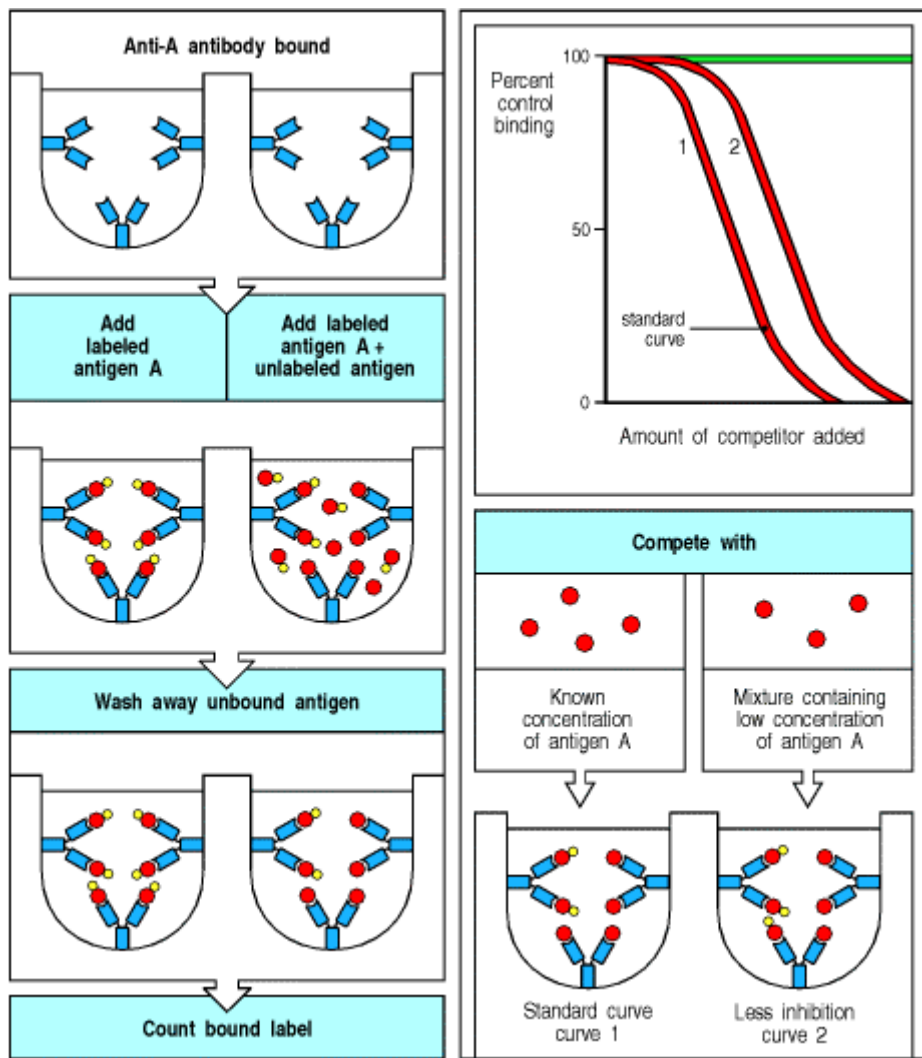 Anti-A antibody bound
Add
labeled
antigen A
Add labeled
antigen A +
unlabeled antigen
Wash away unbound antigen
Count bound label
Percent
control
binding
100
50
0
1
2
standard
curve
Amount of competitor added
Compete with
Known
concentration
of antigen A
Mixture containing
low concentration
of antigen A
Standard curve
curve 1
Less inhibition
curve 2